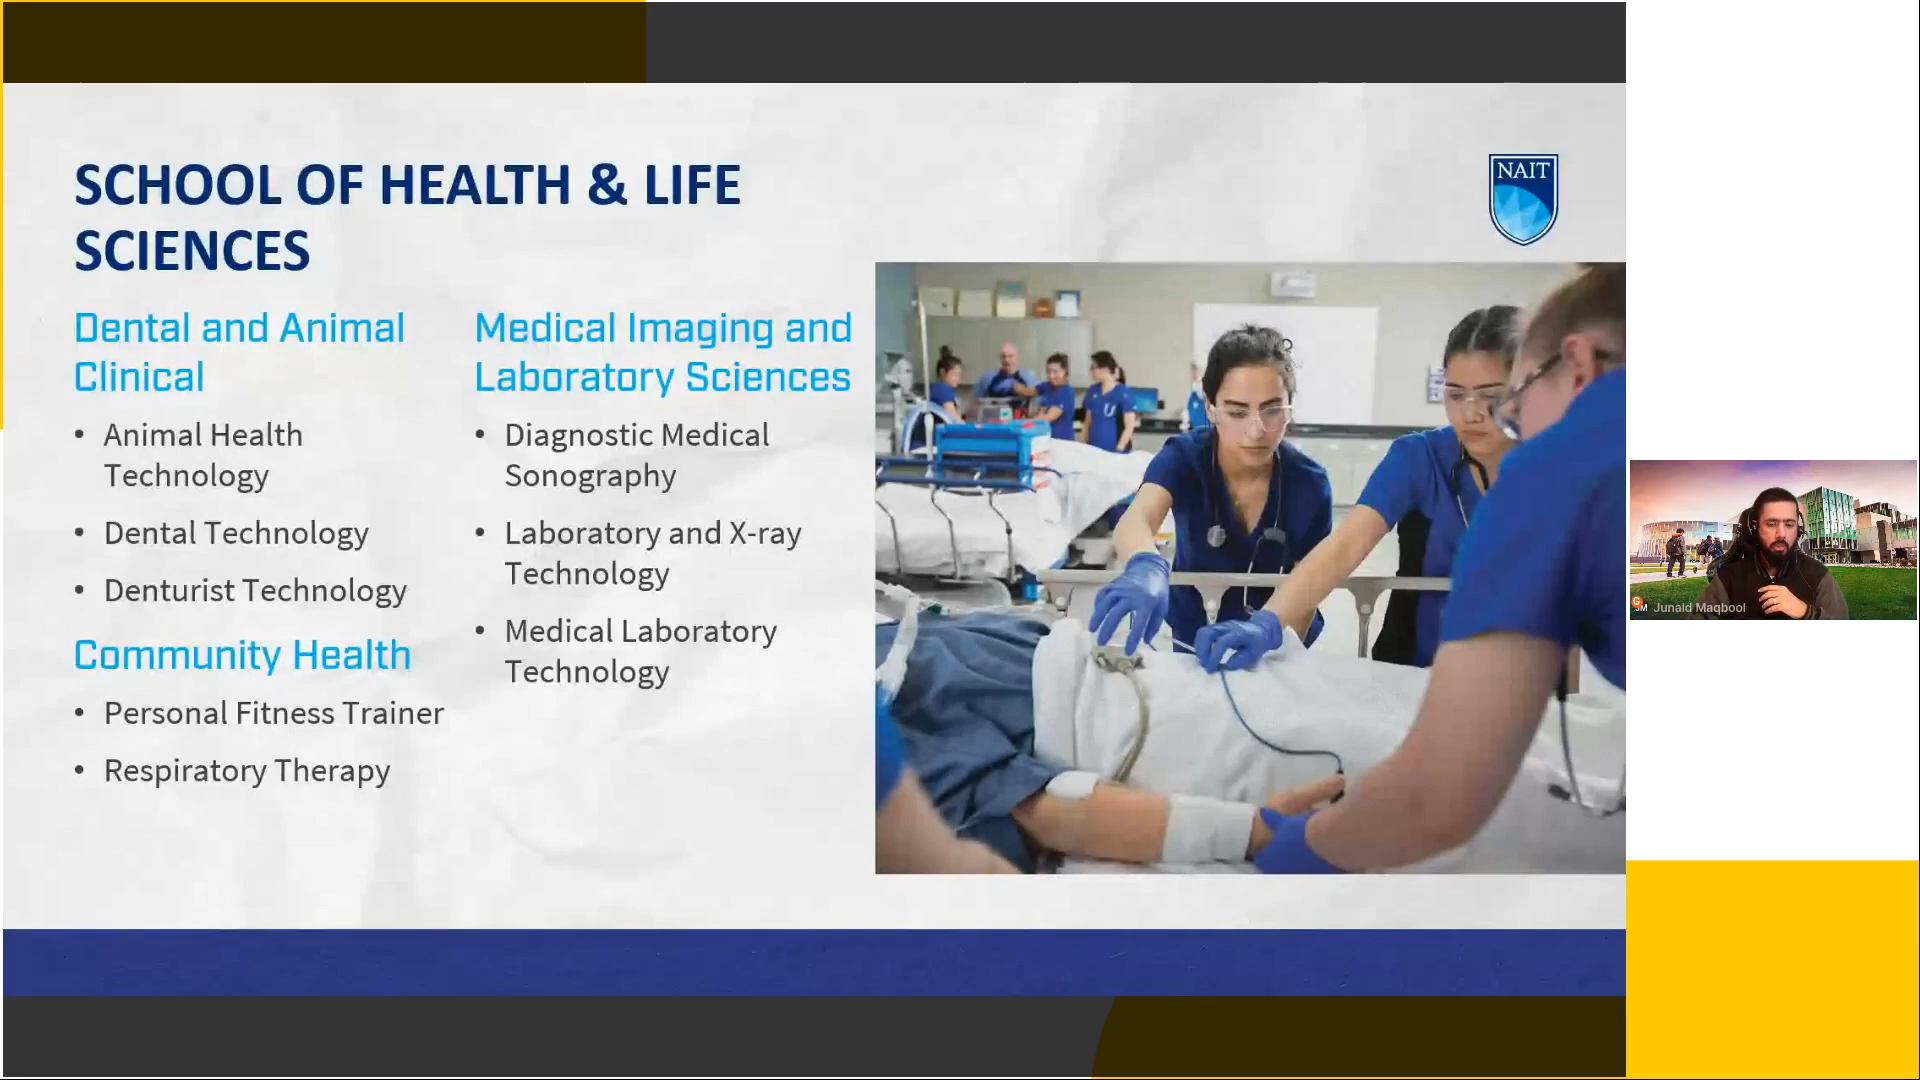 SCHOOL OF HEALTH & LIFE
SCIENCES
NAIT
Dental and Animal
Clinical
• Animal Health
Technology
• Dental Technology
• Denturist Technology
Community Health
• Personal Fitness Trainer
• Respiratory Therapy
Medical Imaging and
Laboratory Sciences
• Diagnostic Medical
Sonography
• Laboratory and X-ray
Technology
• Medical Laboratory
Technology
Junaid Maqbool